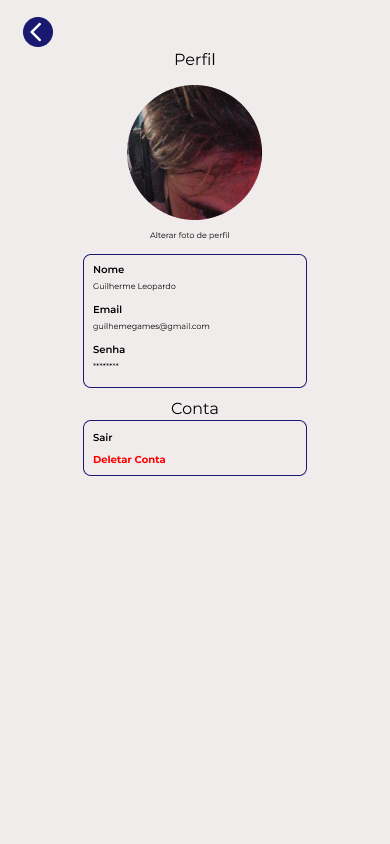 Perfil
Alterar foto de perfil
Nome
Guilherme Leopardo
Email
guilhemegames@gmail.com
Senha
********
Conta
Sair
Deletar Conta